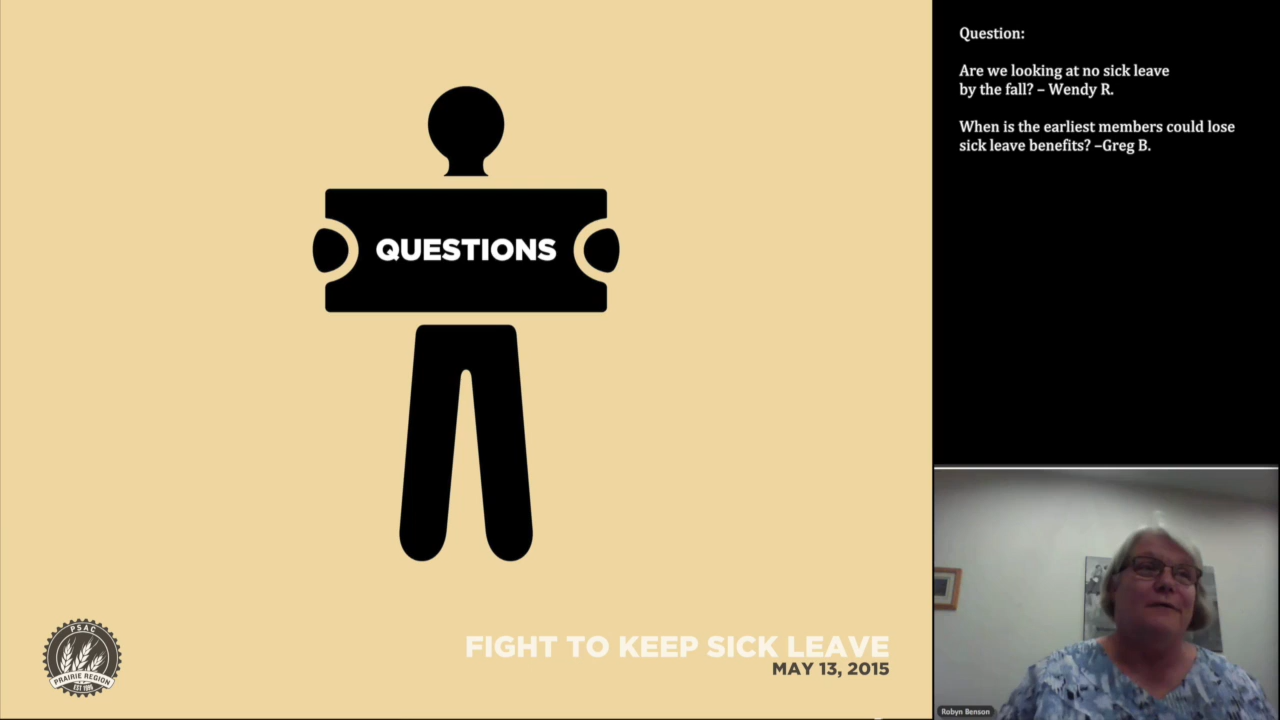 QUESTIONS
FIGHT TO KEEP SICK LEAVE
MAY 13, 2015
PSAC
PRAIRIE REGION
Question:
Are we looking at no sick leave
by the fall? – Wendy R.
When is the earliest members could lose
sick leave benefits? –Greg B.
Robyn Benson